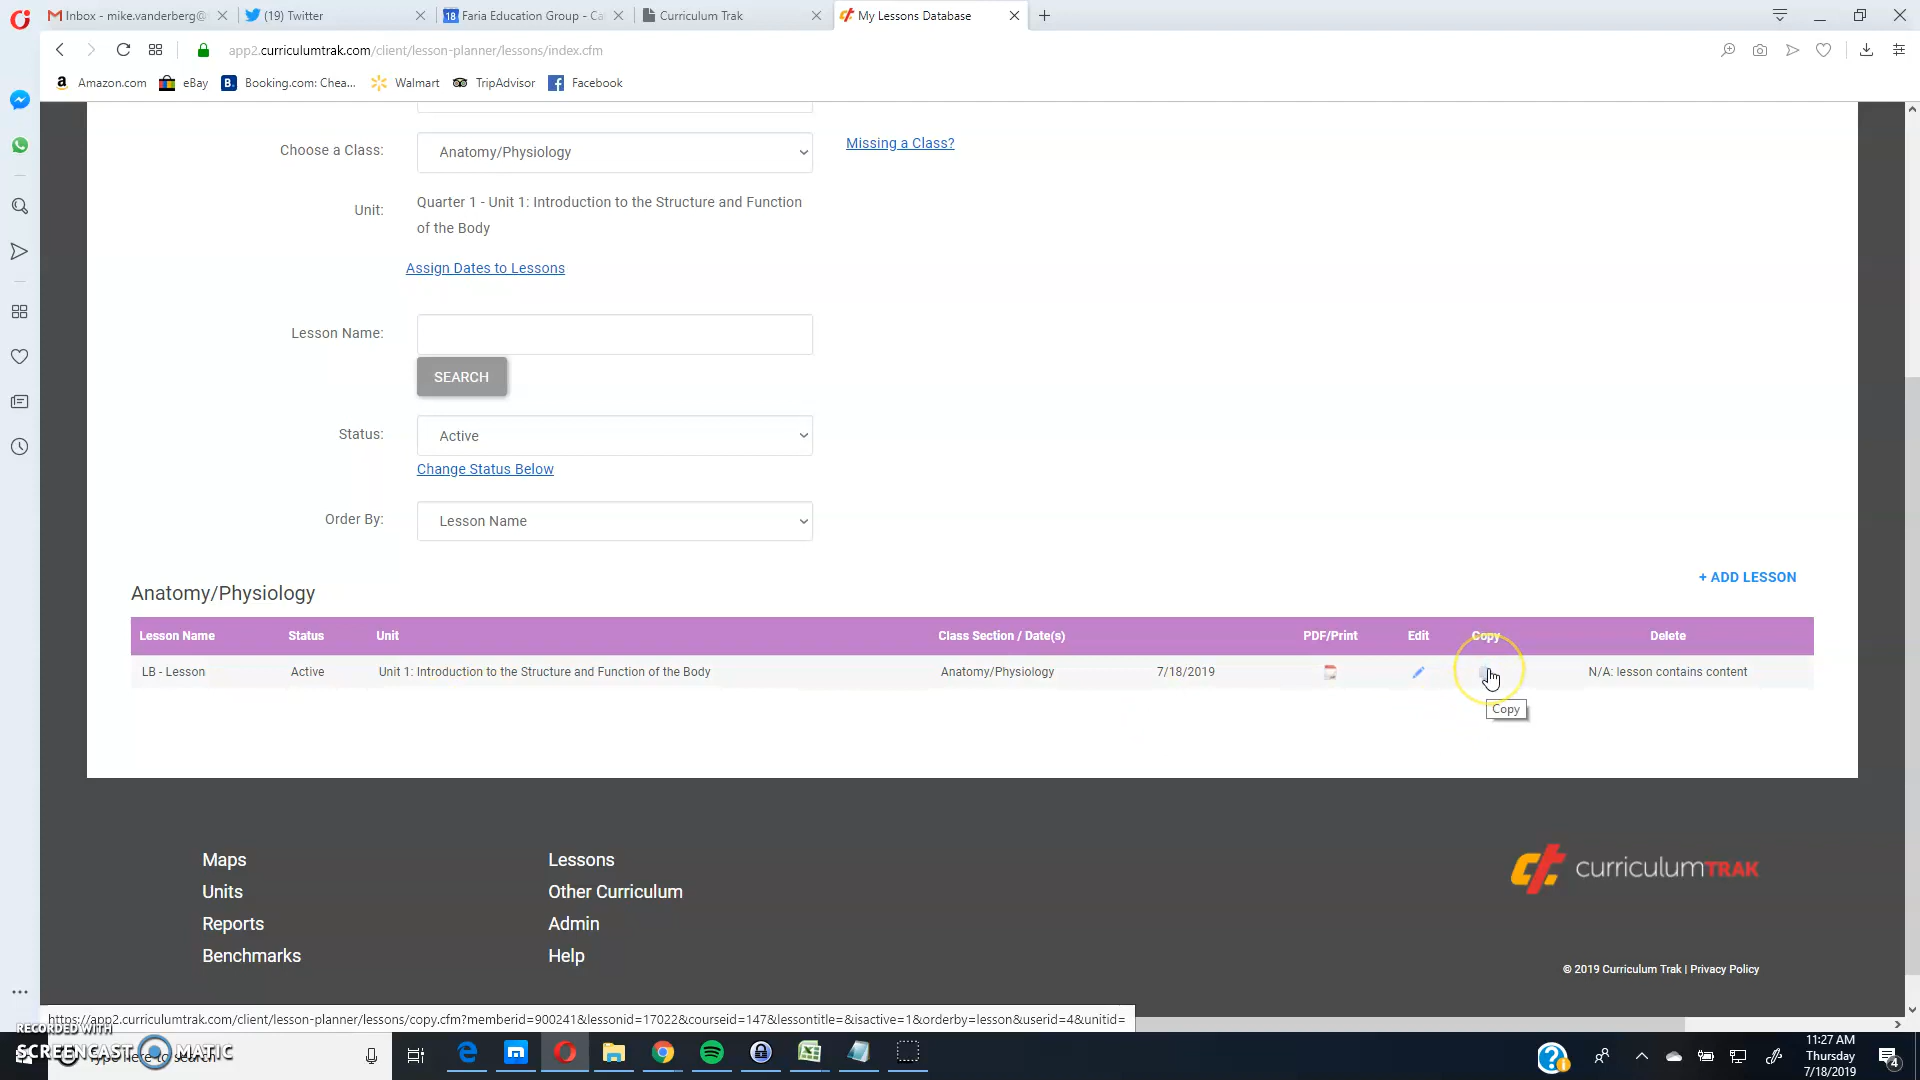 Inbox - mike.vanderberg@
(19) Twitter
18
Faria Education Group - Ca
Curriculum Trak
My Lessons Database
app2.curriculumtrak.com/client/lesson-planner/lessons/index.cfm
a Amazon.com
eBay
B. Booking.com: Chea...
Walmart
TripAdvisor
Facebook
Choose a Class:
Anatomy/Physiology
Missing a Class?
Unit:
Quarter 1 - Unit 1: Introduction to the Structure and Function
of the Body
Assign Dates to Lessons
Lesson Name:
SEARCH
Status:
Active
Change Status Below
Order By:
Lesson Name
+ ADD LESSON
Anatomy/Physiology
Lesson Name Status Unit Class Section / Date(s) PDF/Print Edit Copy Delete
LB - Lesson Active Unit 1: Introduction to the Structure and Function of the Body Anatomy/Physiology 7/18/2019 N/A: lesson contains content
Copy
Maps
Units
Reports
Benchmarks
Lessons
Other Curriculum
Admin
Help
ct curriculumTRAK
© 2019 Curriculum Trak | Privacy Policy
https://app2.curriculumtrak.com/client/lesson-planner/lessons/copy.cfm?memberid=900241&lessonid=17022&courseid=147&lessontitle=&isactive=1&orderby=lesson&userid=4&unitid=
RECORDED WITH
SCREENCAST MATIC
Type here to search
11:27 AM
Thursday
7/18/2019
4